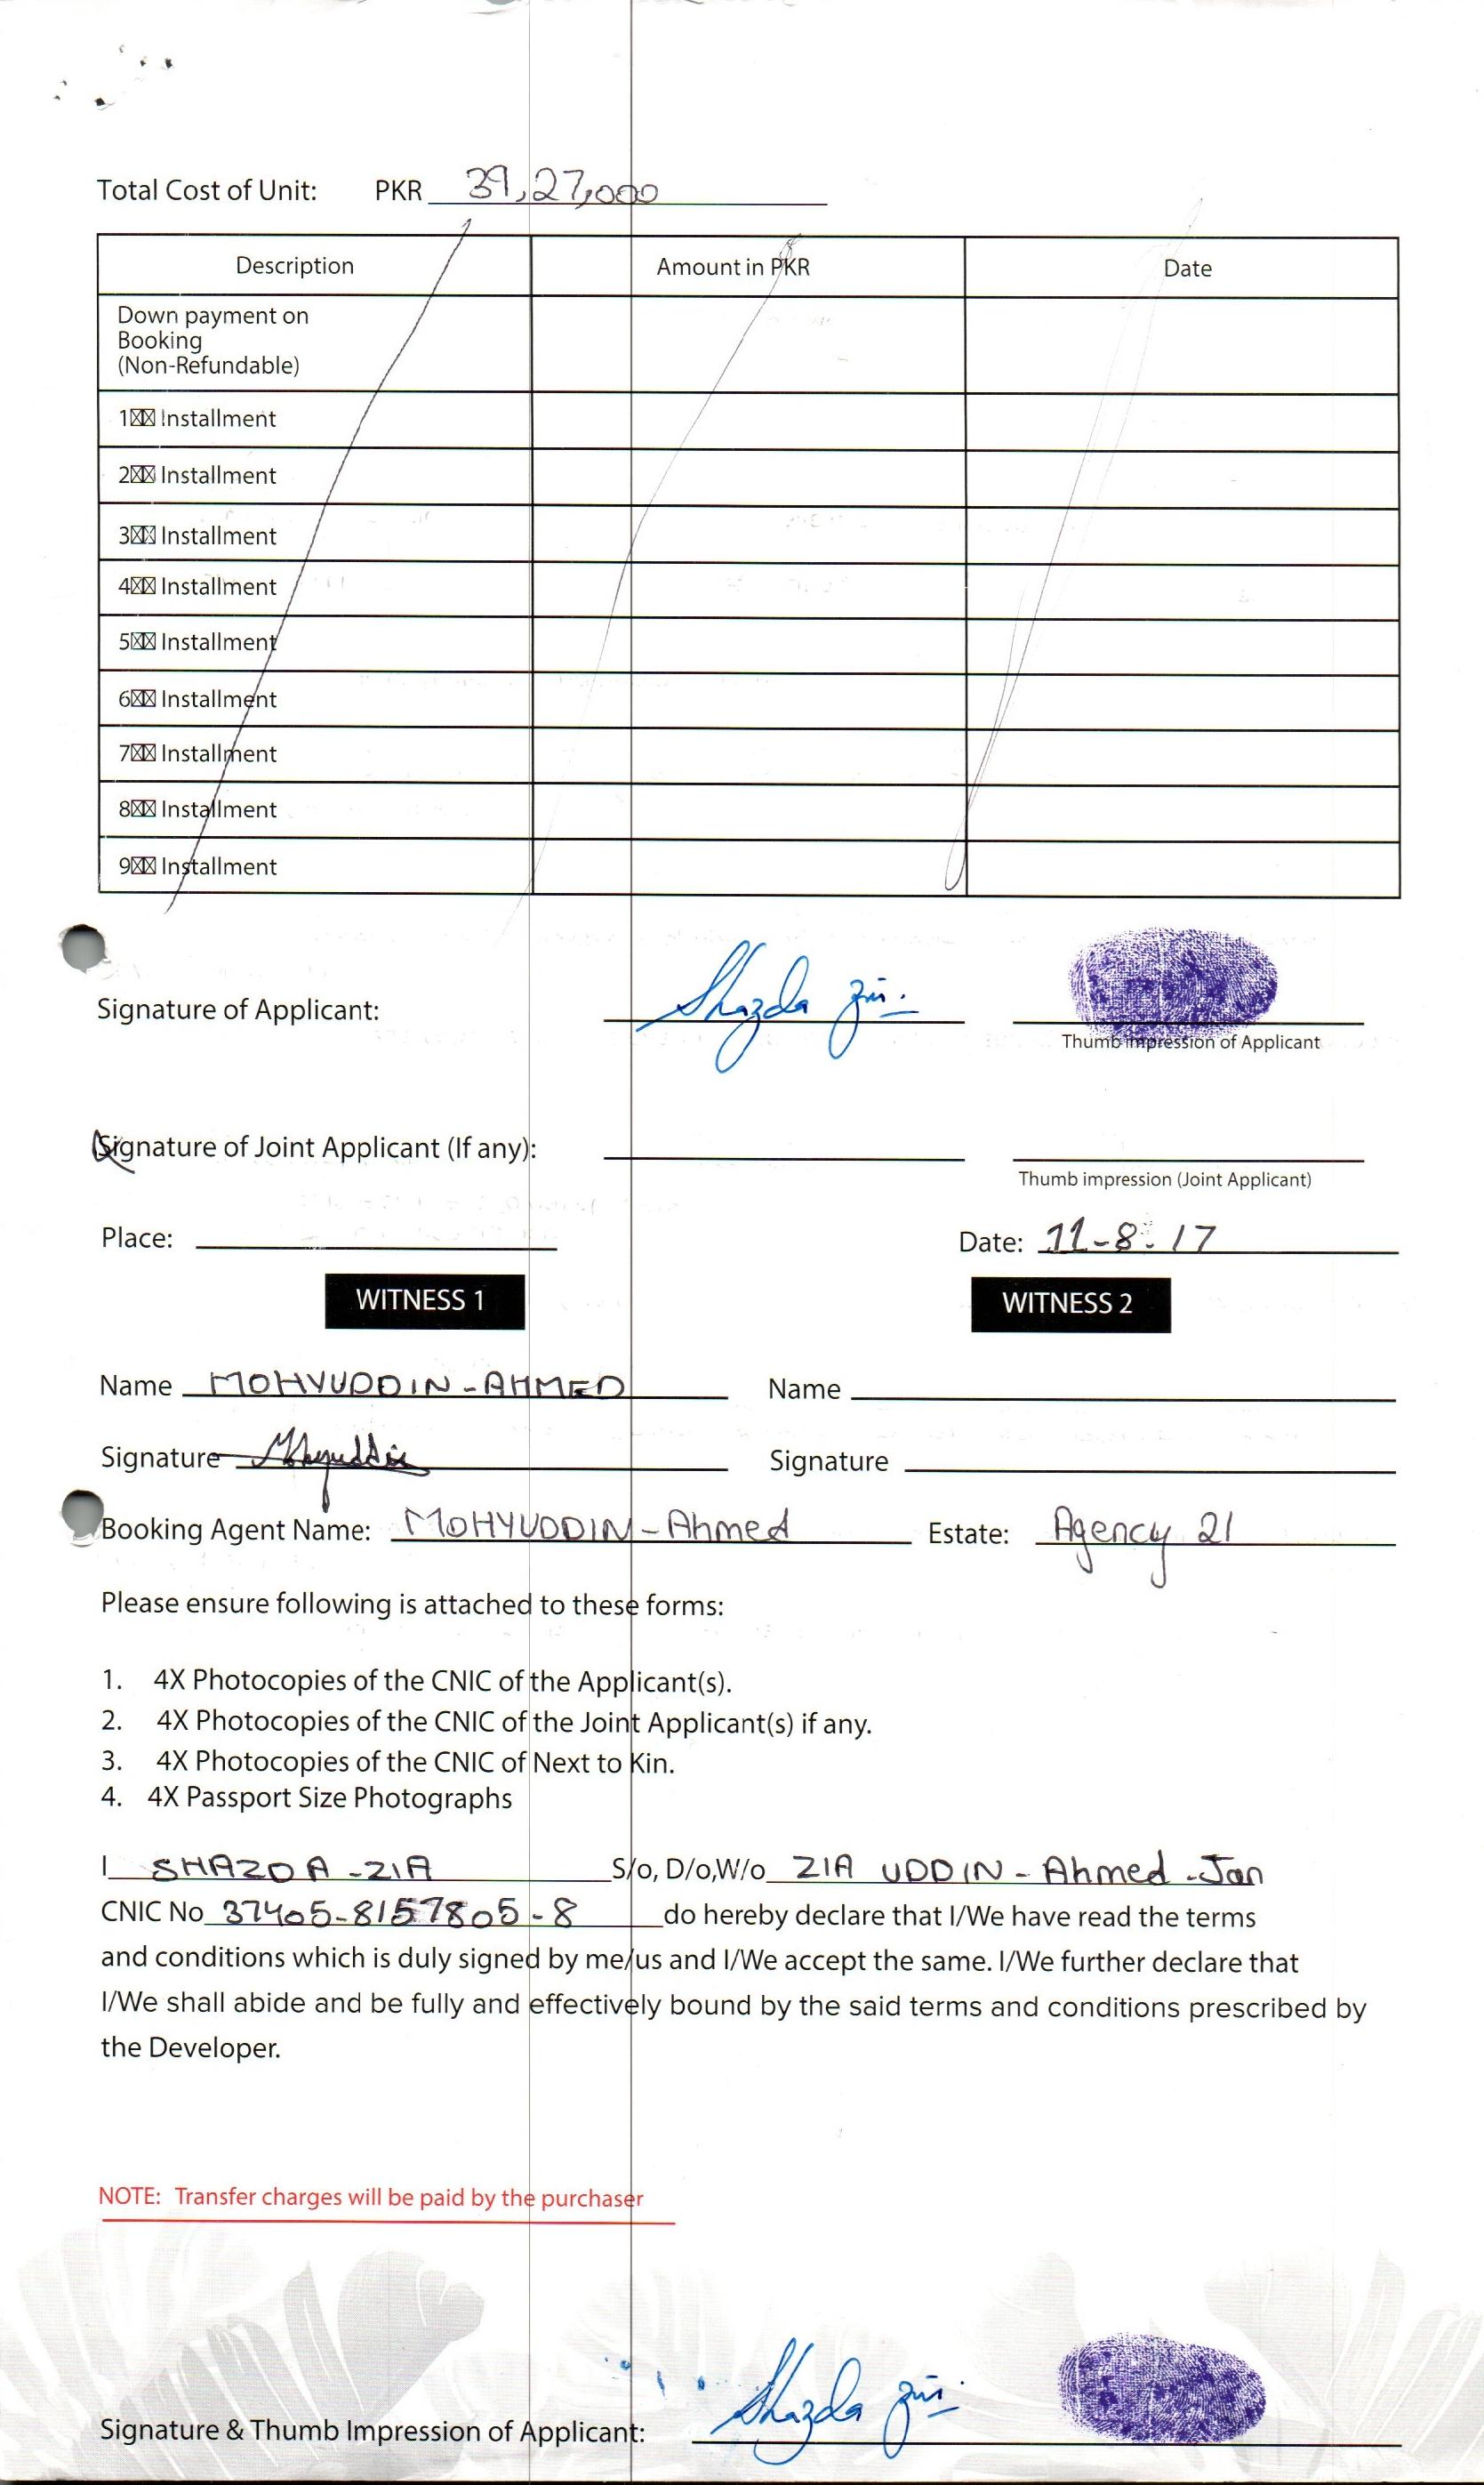 Total Cost of Unit: PKR 39,27,000
Description Amount in PKR Date
Down payment on
Booking
(Non-Refundable)
1☒☒ Installment
2☒☒ Installment
3☒☒ Installment
4☒☒ Installment
5☒☒ Installment
6☒☒ Installment
7☒☒ Installment
8☒☒ Installment
9☒☒ Installment
Signature of Applicant: Shazda Zia
Thumb impression of Applicant
Signature of Joint Applicant (If any):
Thumb impression (Joint Applicant)
Place: Date: 11-8-17
WITNESS 1 WITNESS 2
Name MOHYUDDIN-AHMED Name
Signature Mohyuddin Signature
Booking Agent Name: MOHYUDDIN-Ahmed Estate: Agency 21
Please ensure following is attached to these forms:
1. 4X Photocopies of the CNIC of the Applicant(s).
2. 4X Photocopies of the CNIC of the Joint Applicant(s) if any.
3. 4X Photocopies of the CNIC of Next to Kin.
4. 4X Passport Size Photographs
I SHAZDA-ZIA S/o, D/o,W/o ZIA UDDIN-Ahmed-Jan
CNIC No 37405-8157805-8 do hereby declare that I/We have read the terms
and conditions which is duly signed by me/us and I/We accept the same. I/We further declare that
I/We shall abide and be fully and effectively bound by the said terms and conditions prescribed by
the Developer.
NOTE: Transfer charges will be paid by the purchaser
Signature & Thumb Impression of Applicant: Shazda Zia